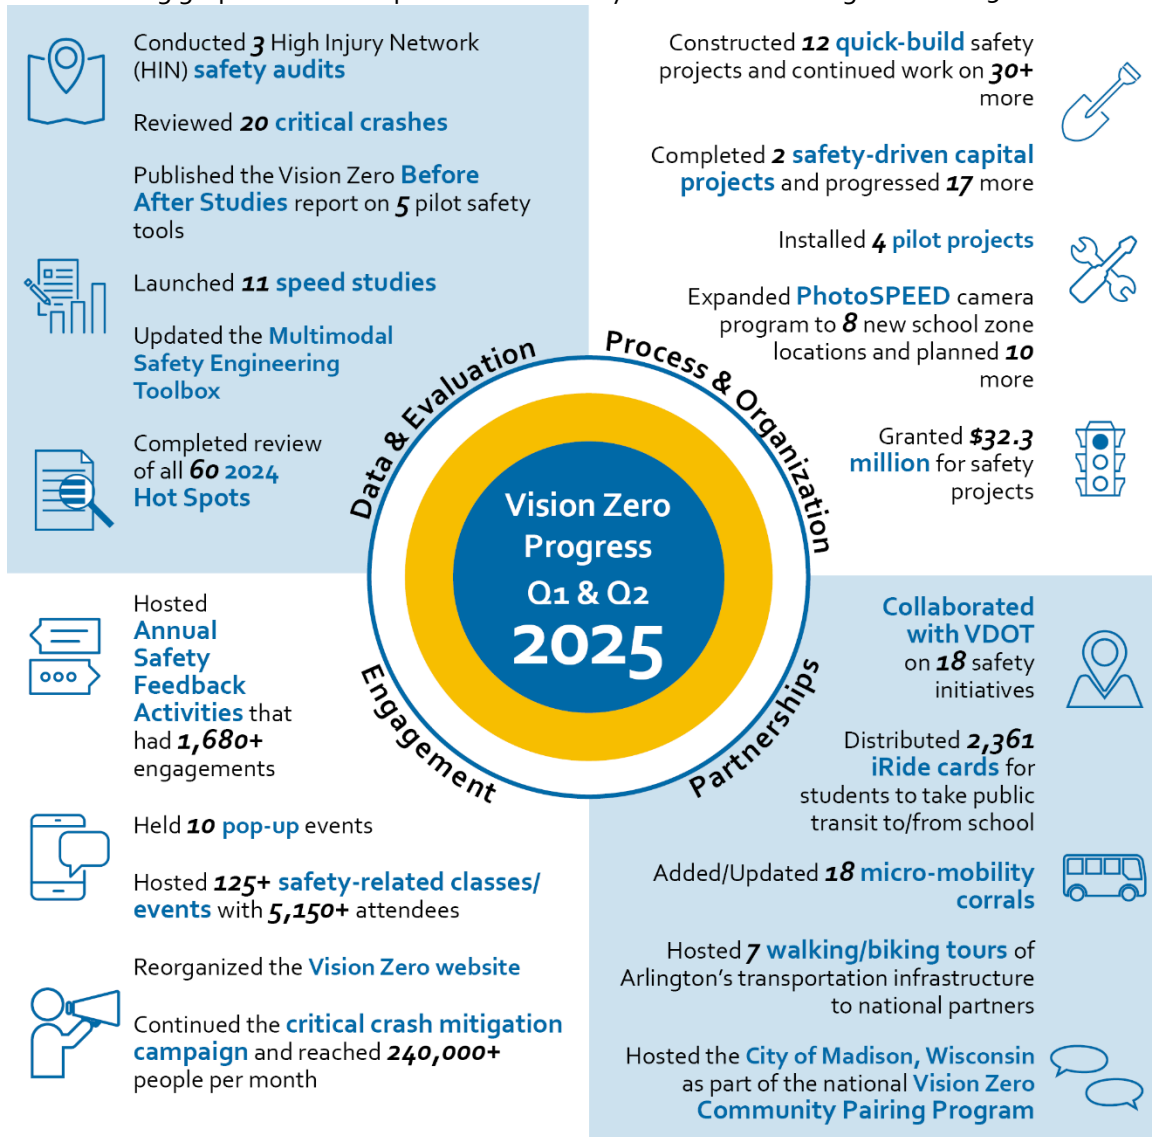 Conducted 3 High Injury Network
(HIN) safety audits
Reviewed 20 critical crashes
Published the Vision Zero Before
After Studies report on 5 pilot safety
tools
Launched 11 speed studies
Updated the Multimodal
Safety Engineering
Toolbox
Completed review
of all 60 2024
Hot Spots
Constructed 12 quick-build safety
projects and continued work on 30+
more
Completed 2 safety-driven capital
projects and progressed 17 more
Installed 4 pilot projects
Expanded PhotoSPEED camera
program to 8 new school zone
locations and planned 10
more
Granted $32.3
million for safety
projects
Data & Evaluation
Process & Organization
Vision Zero
Progress
Q1 & Q2
2025
Engagement
Partnerships
Hosted
Annual
Safety
Feedback
Activities that
had 1,680+
engagements
Held 10 pop-up events
Hosted 125+ safety-related classes/
events with 5,150+ attendees
Reorganized the Vision Zero website
Continued the critical crash mitigation
campaign and reached 240,000+
people per month
Collaborated
with VDOT
on 18 safety
initiatives
Distributed 2,361
iRide cards for
students to take public
transit to/from school
Added/Updated 18 micro-mobility
corrals
Hosted 7 walking/biking tours of
Arlington's transportation infrastructure
to national partners
Hosted the City of Madison, Wisconsin
as part of the national Vision Zero
Community Pairing Program